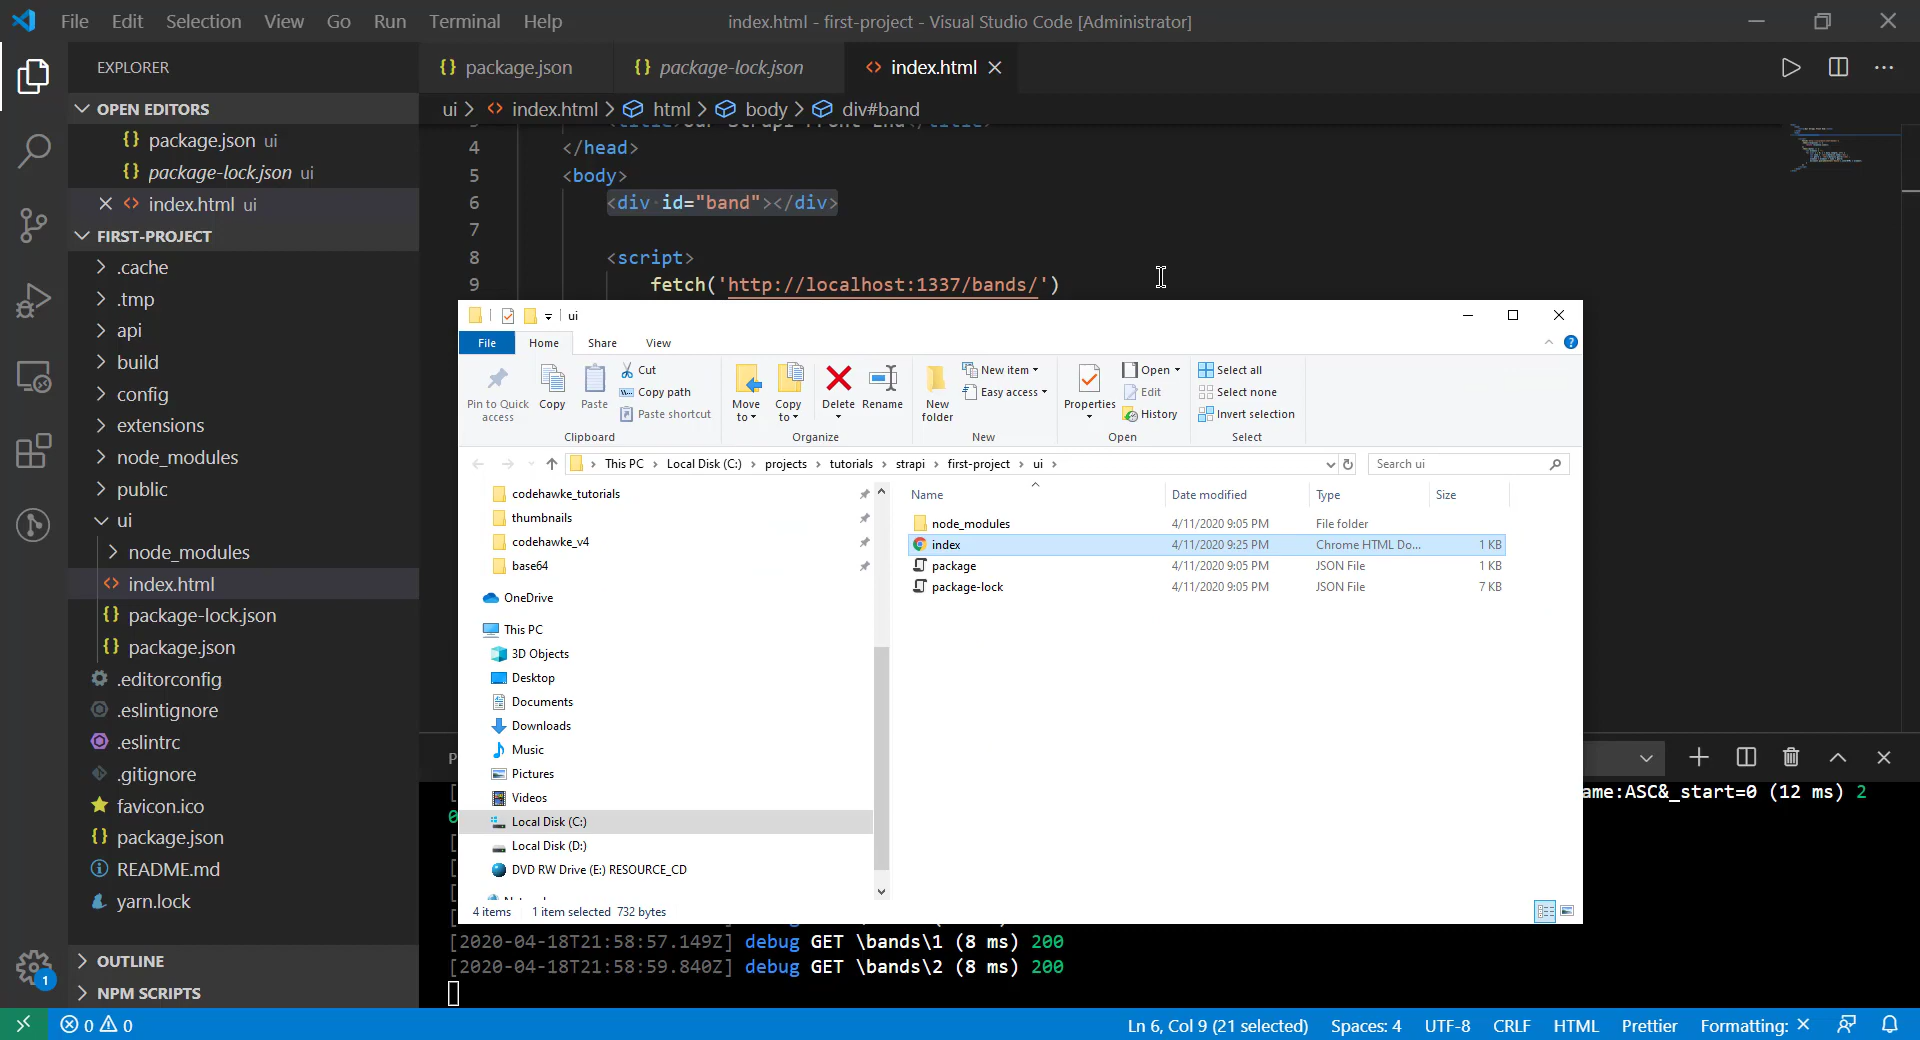 File Edit Selection View Go Run Terminal Help
index.html - first-project - Visual Studio Code [Administrator]
EXPLORER
OPEN EDITORS
package.json ui
package-lock.json ui
index.html ui
FIRST-PROJECT
.cache
.tmp
api
build
config
extensions
node_modules
public
ui
node_modules
index.html
package-lock.json
package.json
.editorconfig
.eslintignore
.eslintrc
.gitignore
favicon.ico
package.json
README.md
yarn.lock
OUTLINE
NPM SCRIPTS
package.json
package-lock.json
index.html
ui > index.html > html > body > div#band
4 </head>
5 <body>
6 <div id="band"></div>
7
8 <script>
9 fetch('http://localhost:1337/bands/')
ui
File Home Share View
Pin to Quick access
Copy
Paste
Cut
Copy path
Paste shortcut
Clipboard
Move to
Copy to
Delete
Rename
Organize
New folder
New item
Easy access
New
Properties
Open
Edit
History
Open
Select all
Select none
Invert selection
Select
This PC > Local Disk (C:) > projects > tutorials > strapi > first-project > ui >
Search ui
codehawke_tutorials
thumbnails
codehawke_v4
base64
OneDrive
This PC
3D Objects
Desktop
Documents
Downloads
Music
Pictures
Videos
Local Disk (C:)
Local Disk (D:)
DVD RW Drive (E:) RESOURCE_CD
Name Date modified Type Size
node_modules 4/11/2020 9:05 PM File folder
index 4/11/2020 9:25 PM Chrome HTML Do... 1 KB
package 4/11/2020 9:05 PM JSON File 1 KB
package-lock 4/11/2020 9:05 PM JSON File 7 KB
4 items 1 item selected 732 bytes
ame:ASC&_start=0 (12 ms) 2
0
[2020-04-18T21:58:57.149Z] debug GET \bands\1 (8 ms) 200
[2020-04-18T21:58:59.840Z] debug GET \bands\2 (8 ms) 200
1
0 0
Ln 6, Col 9 (21 selected) Spaces: 4 UTF-8 CRLF HTML Prettier Formatting: ×